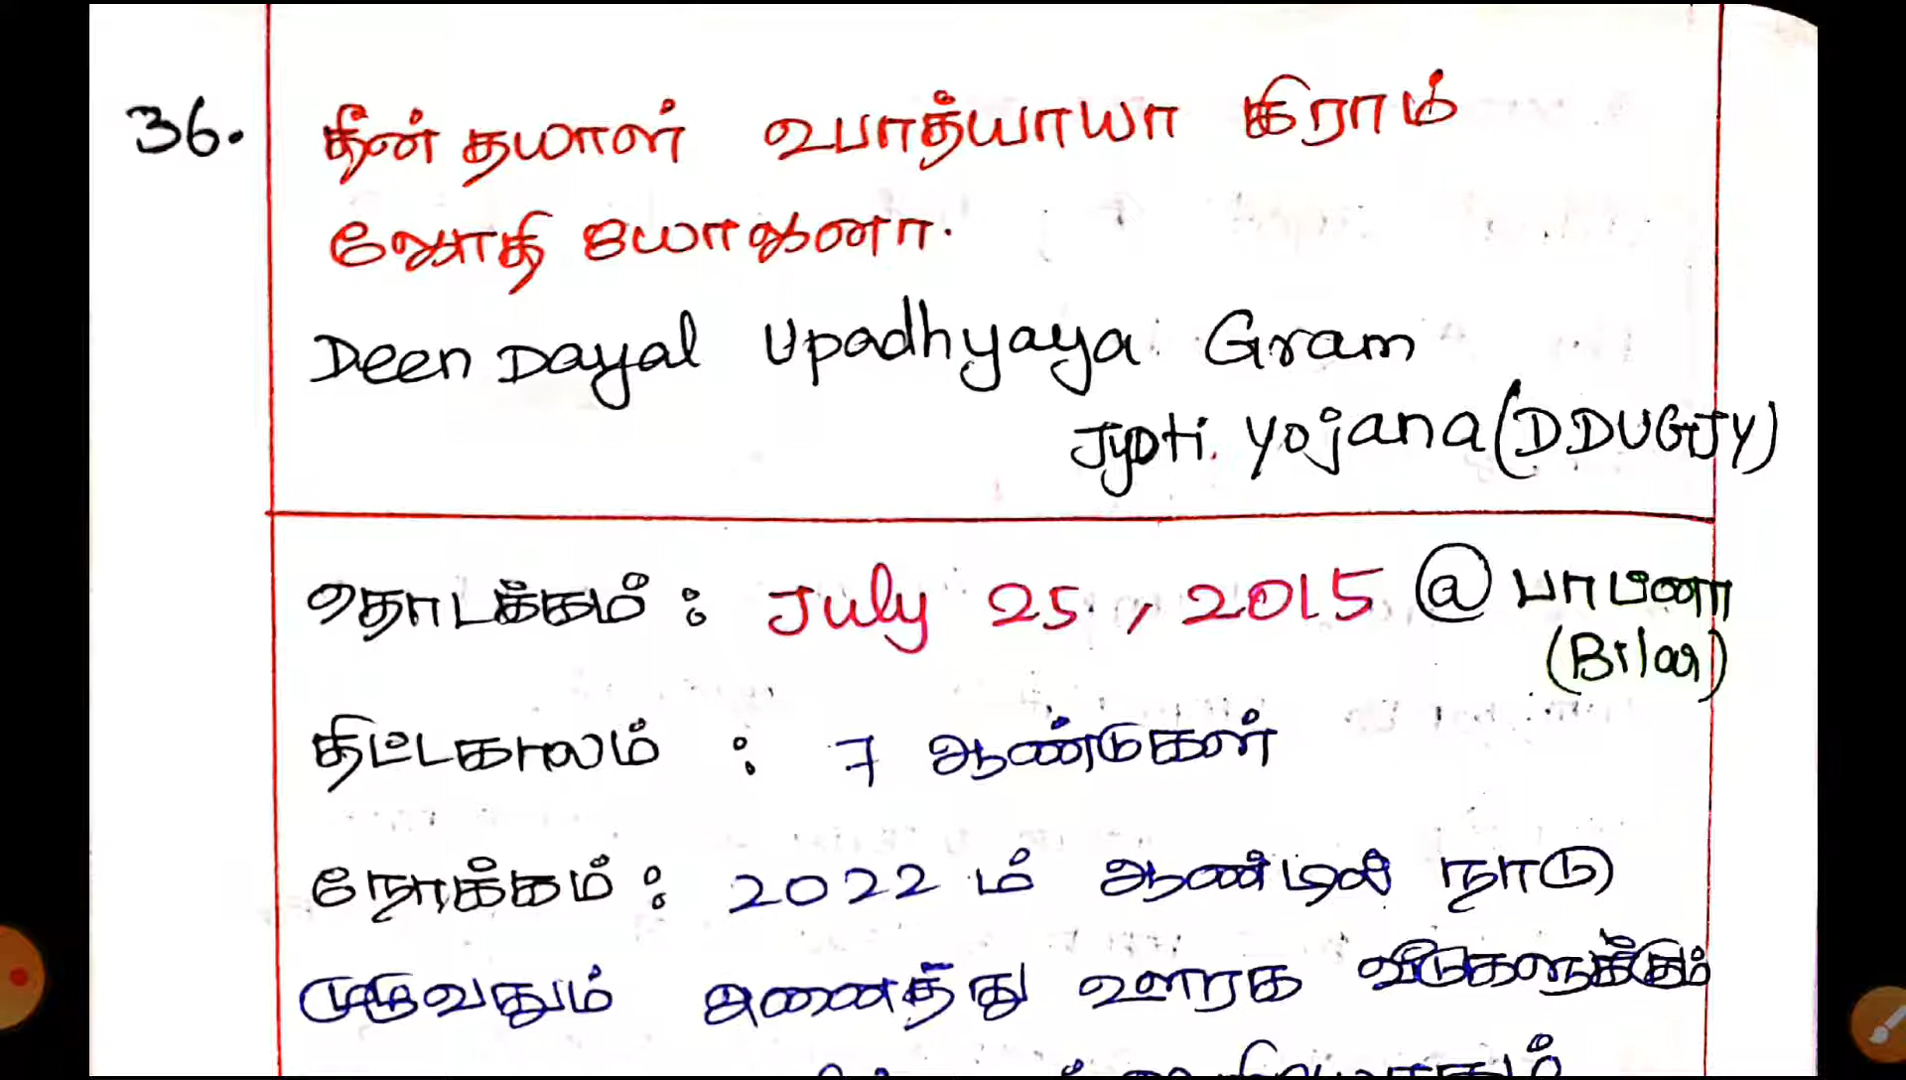 36. தீன் தயாள் உபாத்யாயா கிராம்
ஜோதி யோஜனா.
Deen Dayal Upadhyaya Gram
Jyoti Yojana (DDUGJY)
தொடக்கம் : July 25, 2015 @ பாட்னா
(Bilar)
திட்டகாலம் : 7 ஆண்டுகள்
நோக்கம் : 2022 ம் ஆண்டில் நாடு
முழுவதும் அனைத்து ஊரக வீடுகளுக்கும்